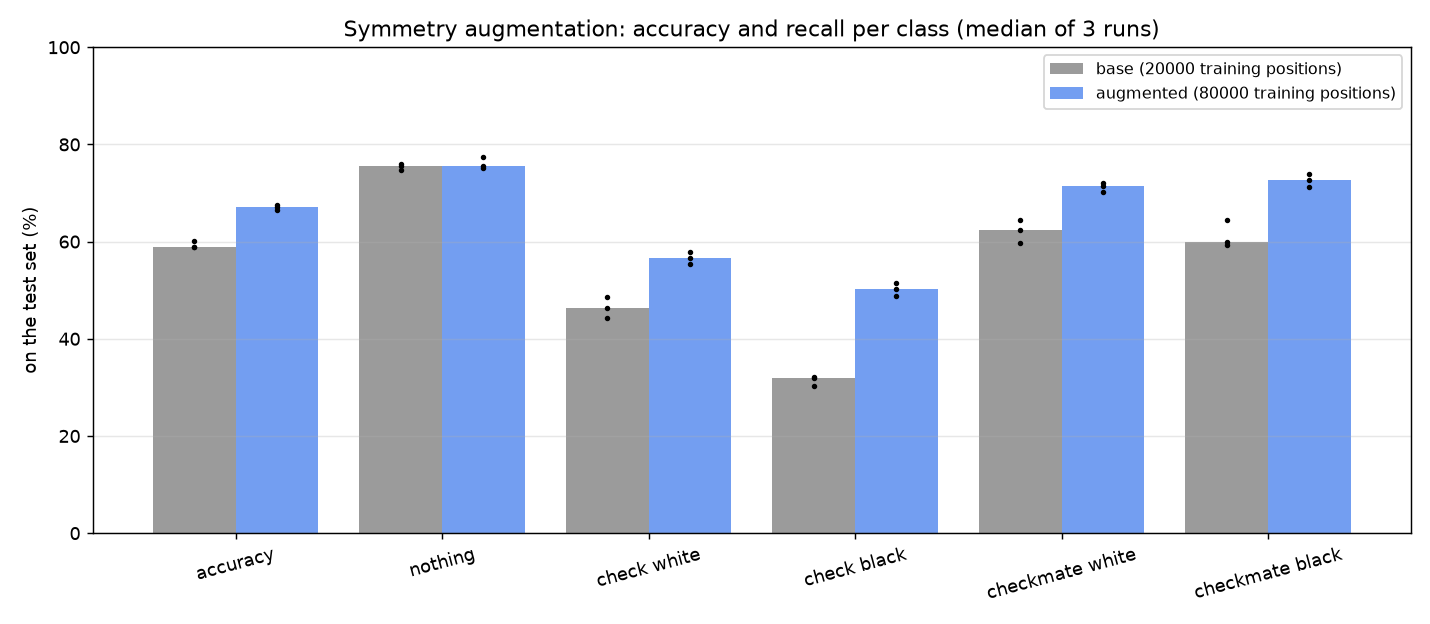 Symmetry augmentation: accuracy and recall per class (median of 3 runs)
base (20000 training positions)
augmented (80000 training positions)
on the test set (%)
100
80
60
40
20
0
accuracy
nothing
check white
check black
checkmate white
checkmate black